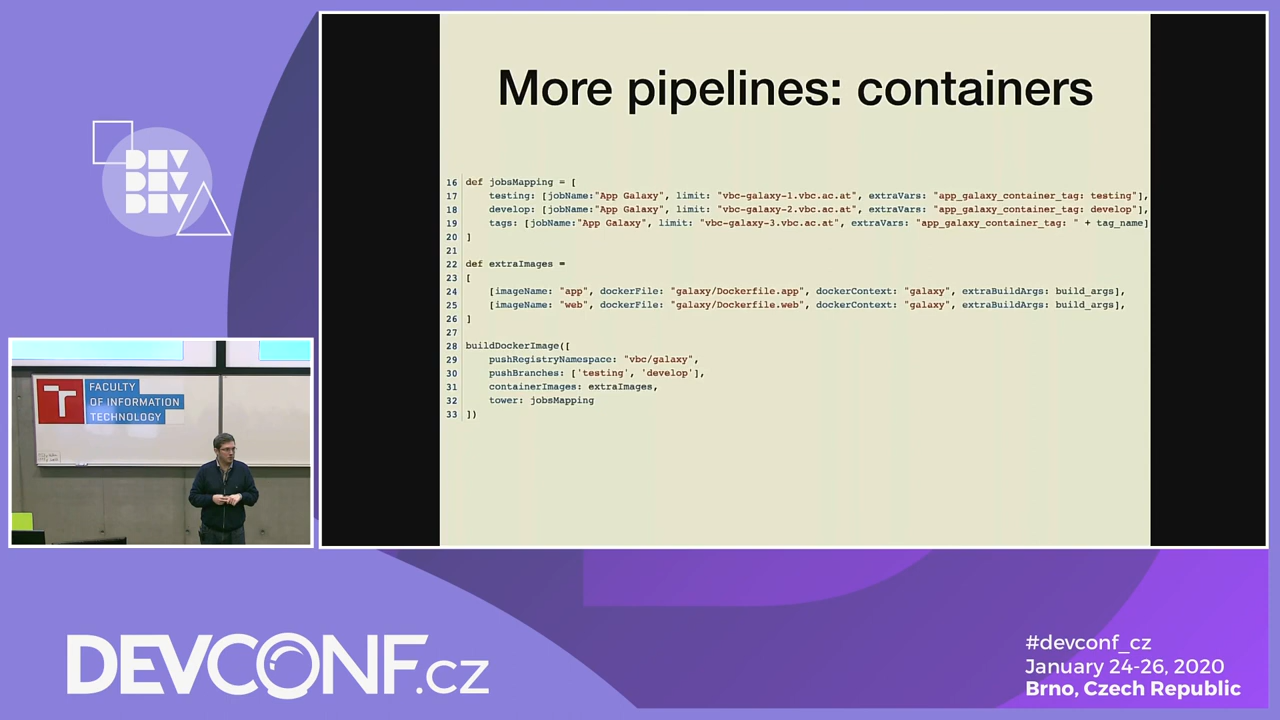 More pipelines: containers
16 def jobsMapping = [
17     testing: [jobName:"App Galaxy", limit: "vbc-galaxy-1.vbc.ac.at", extraVars: "app_galaxy_container_tag: testing"],
18     develop: [jobName:"App Galaxy", limit: "vbc-galaxy-2.vbc.ac.at", extraVars: "app_galaxy_container_tag: develop"],
19     tags: [jobName:"App Galaxy", limit: "vbc-galaxy-3.vbc.ac.at", extraVars: "app_galaxy_container_tag: " + tag_name]
20 ]
21
22 def extraImages =
23 [
24     [imageName: "app", dockerFile: "galaxy/Dockerfile.app", dockerContext: "galaxy", extraBuildArgs: build_args],
25     [imageName: "web", dockerFile: "galaxy/Dockerfile.web", dockerContext: "galaxy", extraBuildArgs: build_args],
26 ]
27
28 buildDockerImage([
29     pushRegistryNamespace: "vbc/galaxy",
30     pushBranches: ['testing', 'develop'],
31     containerImages: extraImages,
32     tower: jobsMapping
33 ])
DEV
DEV
DEV
FACULTY
OF INFORMATION
TECHNOLOGY
DEVCONF.cz
#devconf_cz
January 24-26, 2020
Brno, Czech Republic